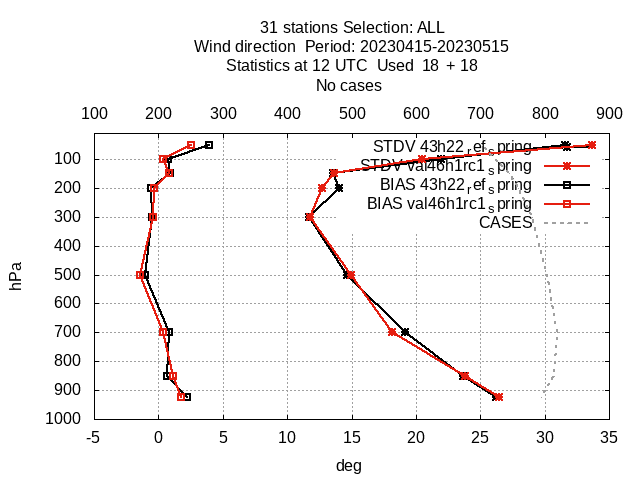 31 stations Selection: ALL
Wind direction  Period: 20230415-20230515
Statistics at 12 UTC  Used  18  + 18
No cases
100 200 300 400 500 600 700 800 900
STDV 43h22_ref_spring
100
STDV val46h1rc1_spring
200
BIAS 43h22_ref_spring
BIAS val46h1rc1_spring
300
CASES
400
hPa
500
600
700
800
900
1000
-5 0 5 10 15 20 25 30 35
deg